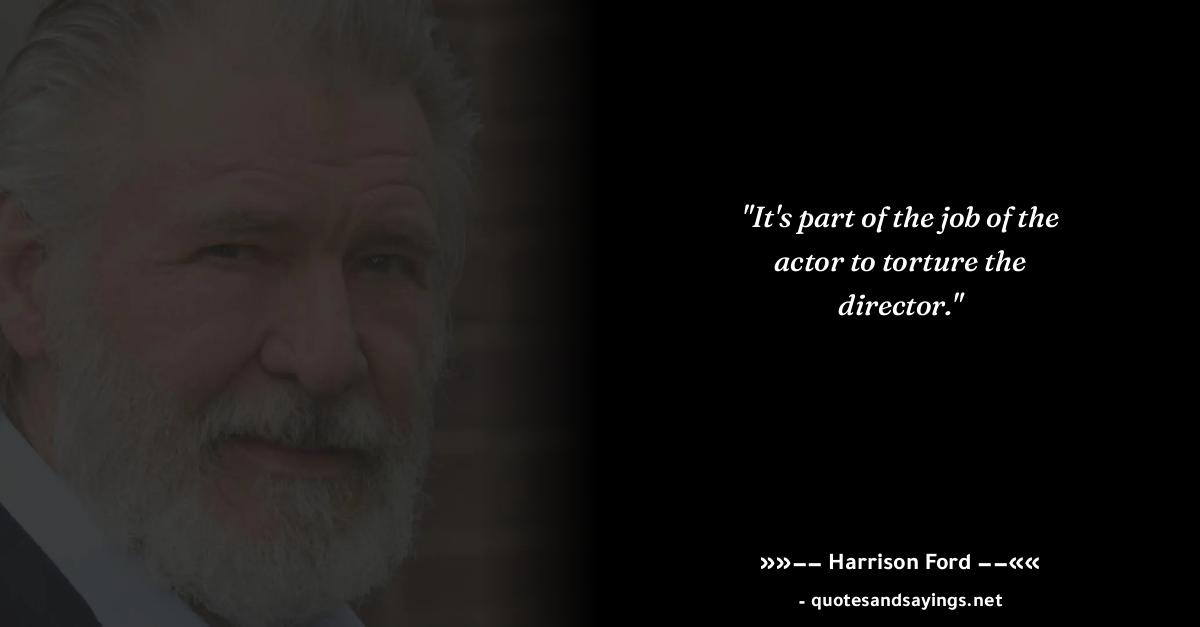 "It's part of the job of the
actor to torture the
director."
»»−− Harrison Ford −−««
- quotesandsayings.net